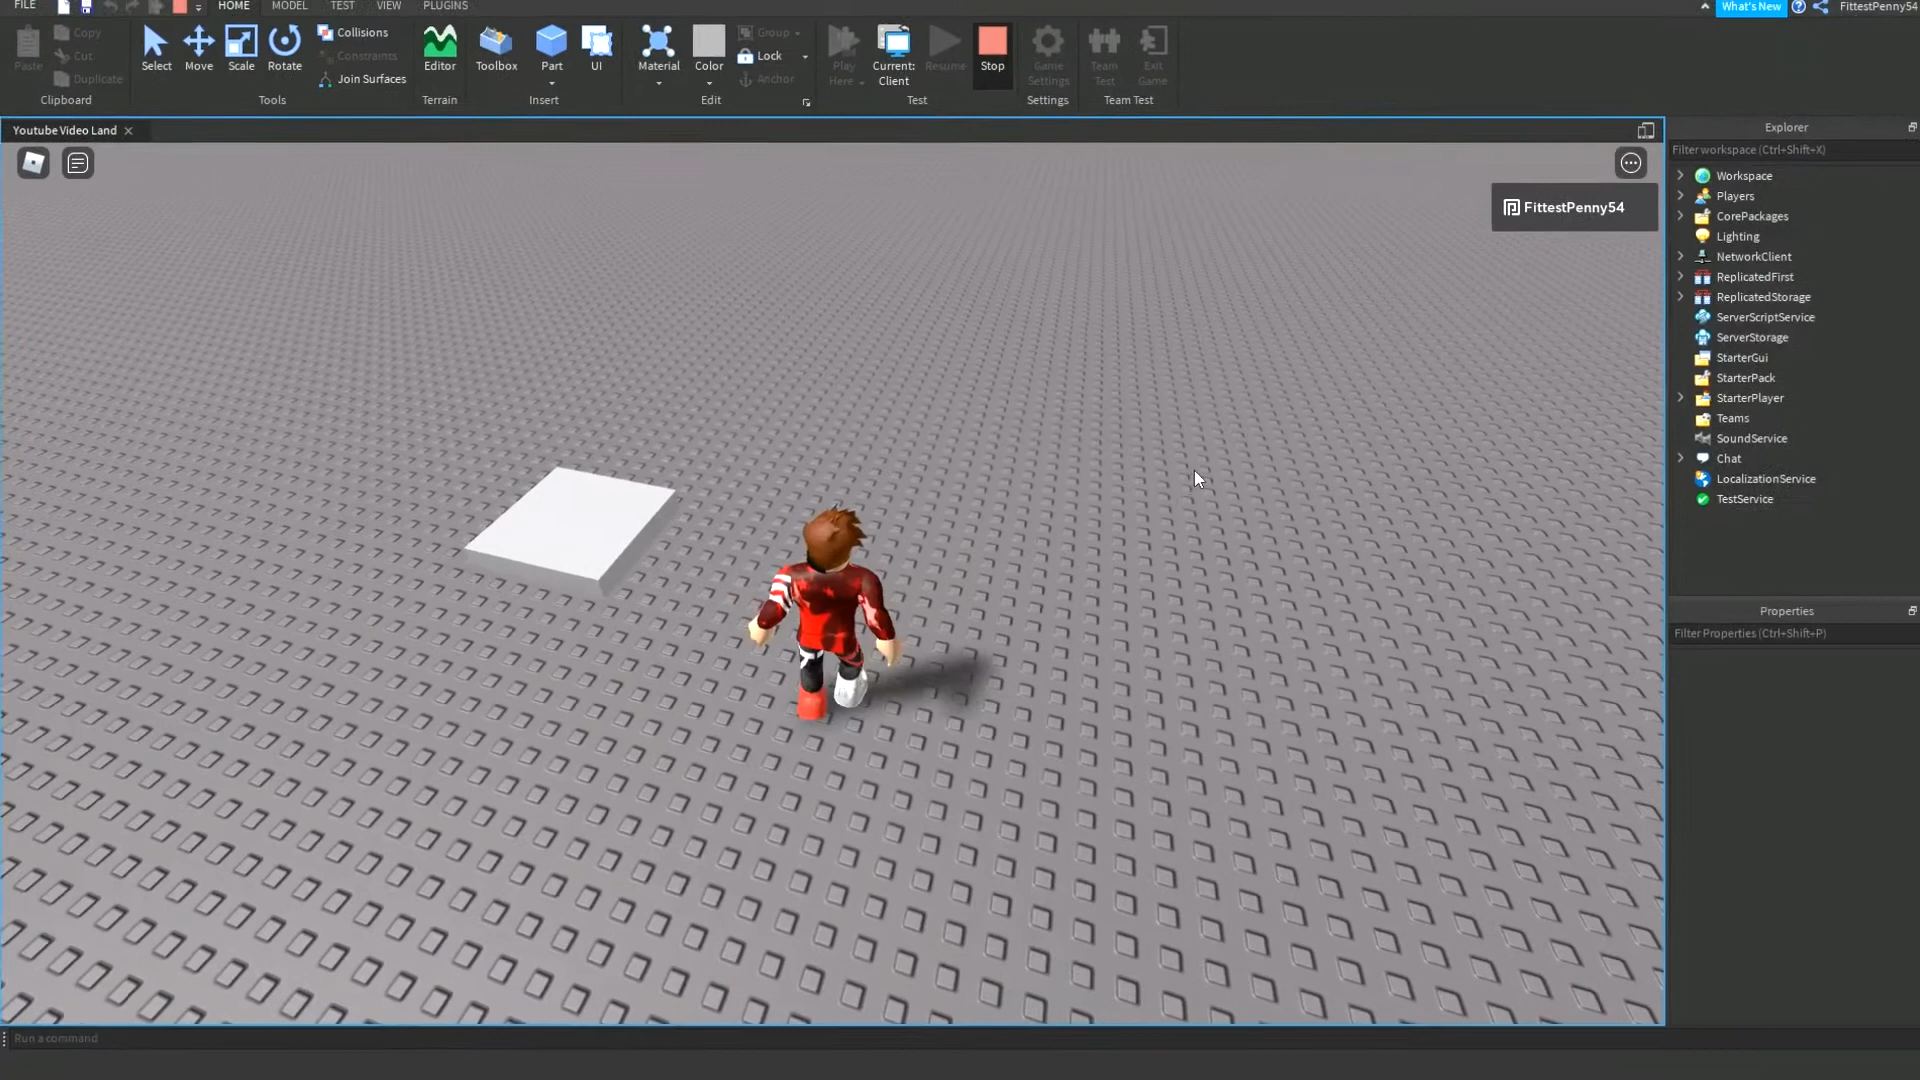 FILE HOME MODEL TEST VIEW PLUGINS What's New FittestPenny54
Paste Copy Cut Duplicate Clipboard
Select Move Scale Rotate Collisions Constraints Join Surfaces Tools
Editor Terrain
Toolbox Part UI Insert
Material Color Group Lock Anchor Edit
Play Here Current: Client Resume Stop Test
Game Settings Settings
Team Test Exit Game Team Test
Youtube Video Land
FittestPenny54
Explorer
Filter workspace (Ctrl+Shift+X)
Workspace
Players
CorePackages
Lighting
NetworkClient
ReplicatedFirst
ReplicatedStorage
ServerScriptService
ServerStorage
StarterGui
StarterPack
StarterPlayer
Teams
SoundService
Chat
LocalizationService
TestService
Properties
Filter Properties (Ctrl+Shift+P)
Run a command